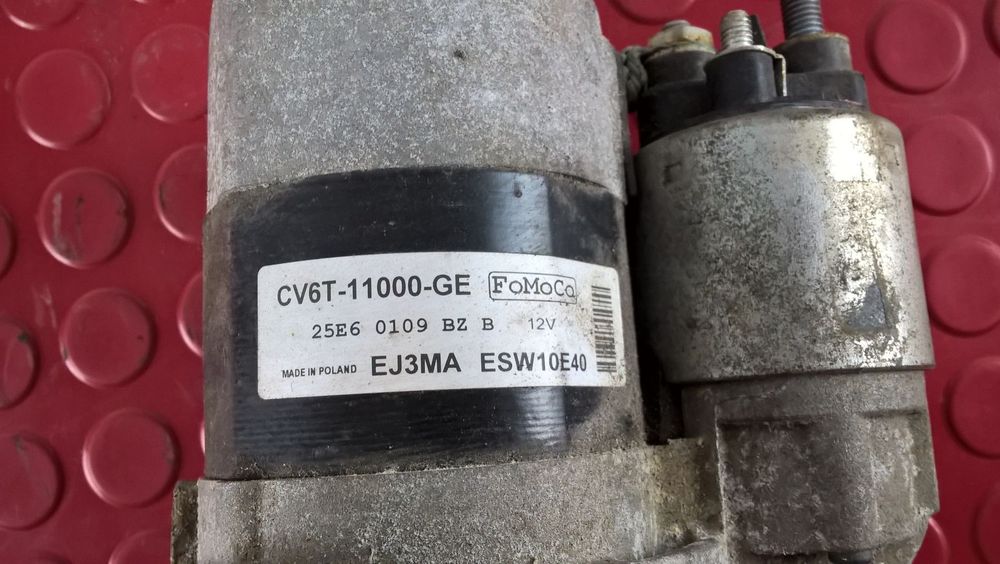 CV6T-11000-GE FoMoCo
25E6 0109 BZ B 12V
MADE IN POLAND EJ3MA ESW10E40